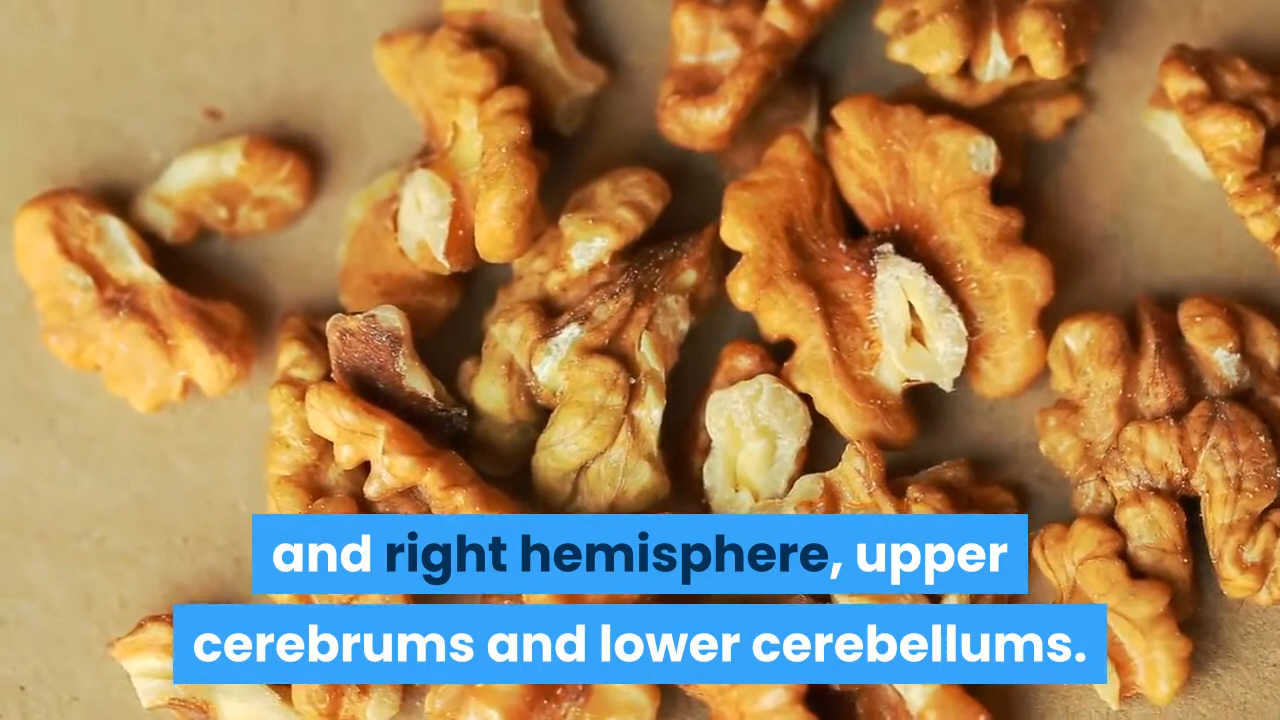 and right hemisphere, upper
cerebrums and lower cerebellums.